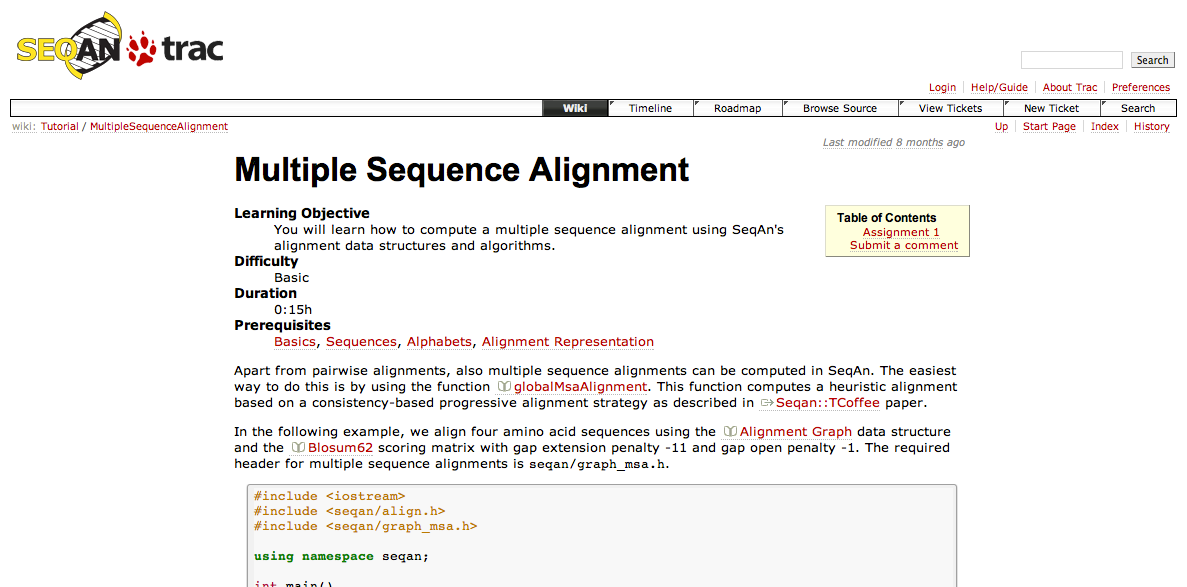 SEQAN trac
Search
Login Help/Guide About Trac Preferences
Wiki Timeline Roadmap Browse Source View Tickets New Ticket Search
wiki: Tutorial / MultipleSequenceAlignment
Up Start Page Index History
Last modified 8 months ago
Multiple Sequence Alignment
Learning Objective
You will learn how to compute a multiple sequence alignment using SeqAn's
alignment data structures and algorithms.
Difficulty
Basic
Duration
0:15h
Prerequisites
Basics, Sequences, Alphabets, Alignment Representation
Table of Contents
Assignment 1
Submit a comment
Apart from pairwise alignments, also multiple sequence alignments can be computed in SeqAn. The easiest
way to do this is by using the function globalMsaAlignment. This function computes a heuristic alignment
based on a consistency-based progressive alignment strategy as described in Seqan::TCoffee paper.
In the following example, we align four amino acid sequences using the Alignment Graph data structure
and the Blosum62 scoring matrix with gap extension penalty -11 and gap open penalty -1. The required
header for multiple sequence alignments is seqan/graph_msa.h.
#include <iostream>
#include <seqan/align.h>
#include <seqan/graph_msa.h>
using namespace seqan;
int main()